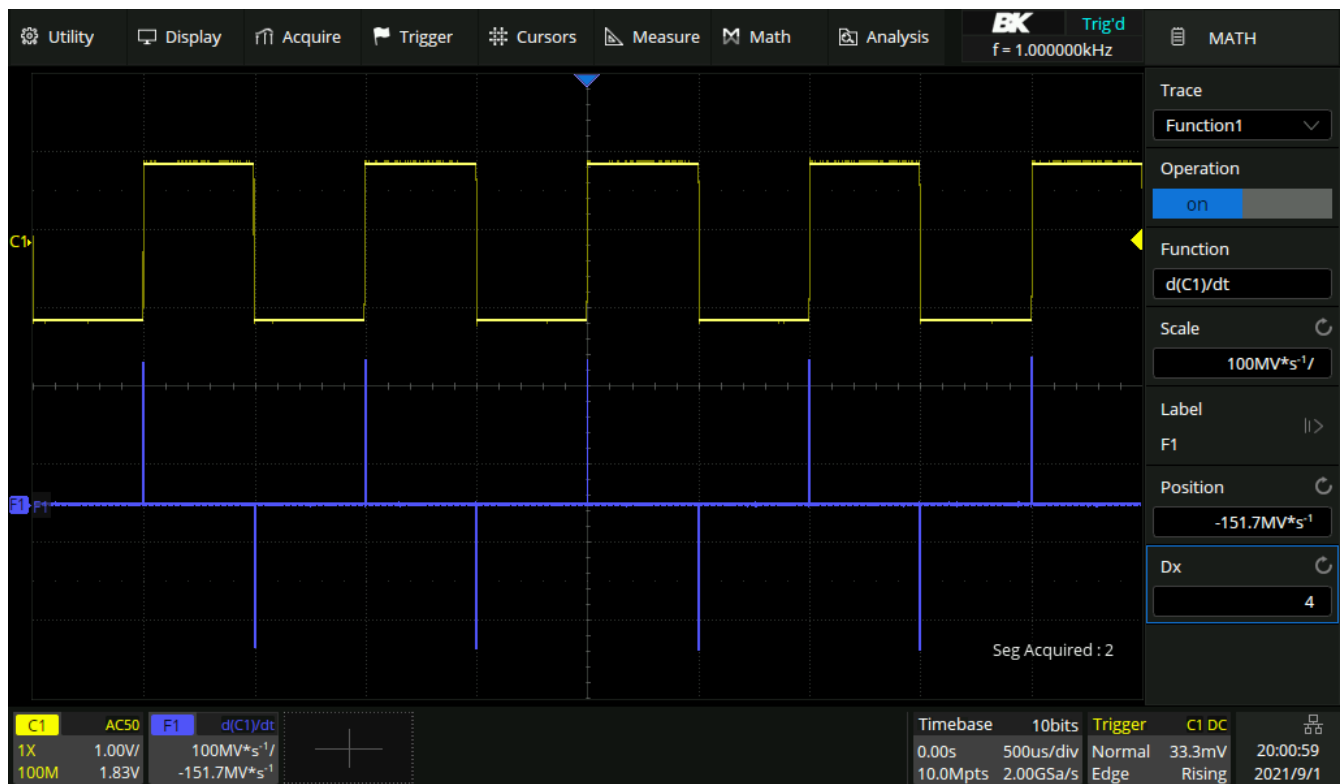 Utility Display Acquire Trigger Cursors Measure Math Analysis
BK Trig'd
f = 1.000000kHz
MATH
Trace
Function1
Operation
on
Function
d(C1)/dt
Scale
100MV*s⁻¹/
Label
F1
Position
-151.7MV*s⁻¹
Dx
4
C1
F1 F1
Seg Acquired : 2
C1 AC50
1X 1.00V/
100M 1.83V
F1 d(C1)/dt
100MV*s⁻¹/
-151.7MV*s⁻¹
Timebase 10bits
0.00s 500us/div
10.0Mpts 2.00GSa/s
Trigger C1 DC
Normal 33.3mV
Edge Rising
20:00:59
2021/9/1